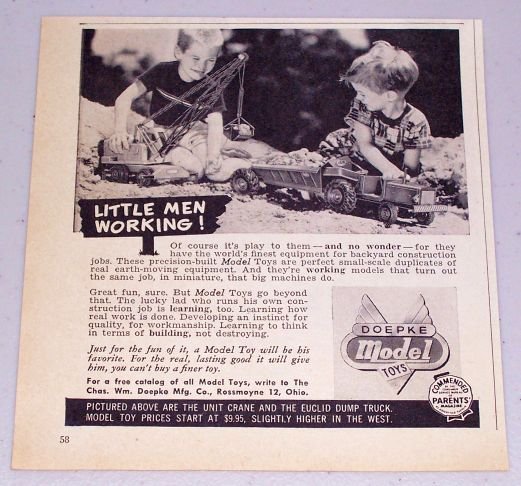 LITTLE MEN
WORKING!
Of course it's play to them — and no wonder — for they
have the world's finest equipment for backyard construction
jobs. These precision-built Model Toys are perfect small-scale duplicates of
real earth-moving equipment. And they're working models that turn out
the same job, in miniature, that big machines do.
Great fun, sure. But Model Toys go beyond
that. The lucky lad who runs his own con-
struction job is learning, too. Learning how
real work is done. Developing an instinct for
quality, for workmanship. Learning to think
in terms of building, not destroying.
Just for the fun of it, a Model Toy will be his
favorite. For the real, lasting good it will give
him, you can't buy a finer toy.
For a free catalog of all Model Toys, write to The
Chas. Wm. Doepke Mfg. Co., Rossmoyne 12, Ohio.
DOEPKE
Model
TOYS
COMMENDED
PARENTS'
MAGAZINE
PICTURED ABOVE ARE THE UNIT CRANE AND THE EUCLID DUMP TRUCK.
MODEL TOY PRICES START AT $9.95, SLIGHTLY HIGHER IN THE WEST.
58